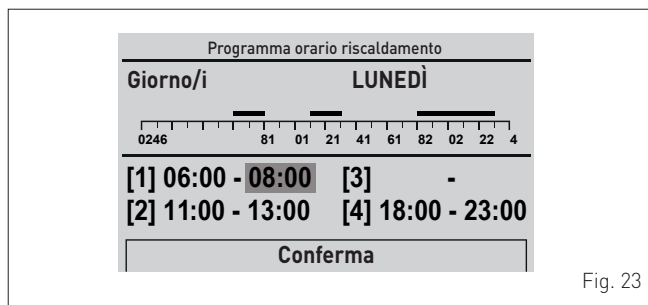 Programma orario riscaldamento
Giorno/i LUNEDÌ
0246 81 01 21 41 61 82 02 22 4
[1] 06:00 - 08:00 [3] -
[2] 11:00 - 13:00 [4] 18:00 - 23:00
Conferma
Fig. 23